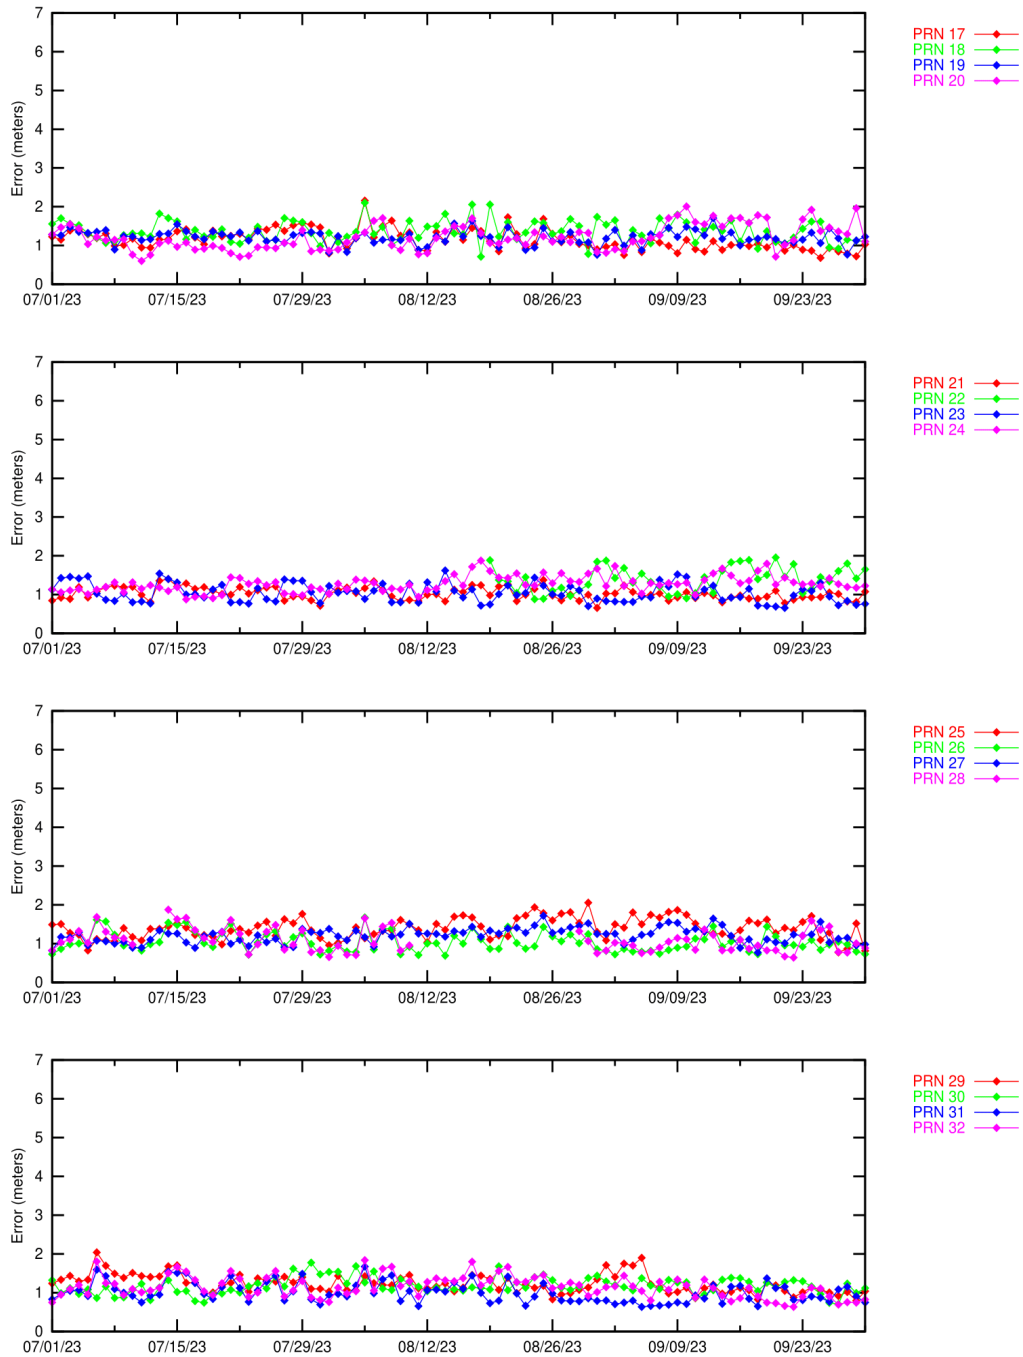 7
6
5
4
3
2
1
0
Error (meters)
07/01/23 07/15/23 07/29/23 08/12/23 08/26/23 09/09/23 09/23/23
PRN 17
PRN 18
PRN 19
PRN 20
7
6
5
4
3
2
1
0
Error (meters)
07/01/23 07/15/23 07/29/23 08/12/23 08/26/23 09/09/23 09/23/23
PRN 21
PRN 22
PRN 23
PRN 24
7
6
5
4
3
2
1
0
Error (meters)
07/01/23 07/15/23 07/29/23 08/12/23 08/26/23 09/09/23 09/23/23
PRN 25
PRN 26
PRN 27
PRN 28
7
6
5
4
3
2
1
0
Error (meters)
07/01/23 07/15/23 07/29/23 08/12/23 08/26/23 09/09/23 09/23/23
PRN 29
PRN 30
PRN 31
PRN 32